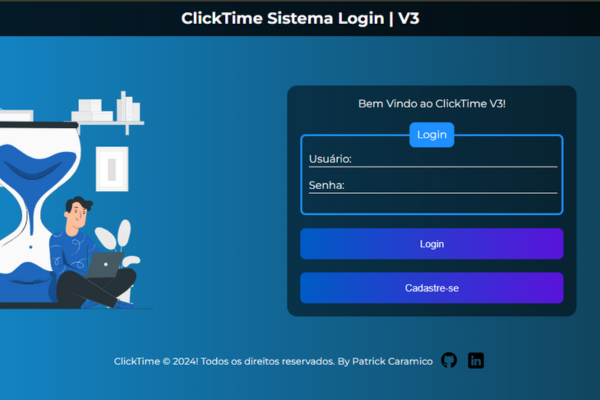 ClickTime Sistema Login | V3
Bem Vindo ao ClickTime V3!
Login
Usuário:
Senha:
Login
Cadastre-se
ClickTime © 2024! Todos os direitos reservados. By Patrick Caramico
in